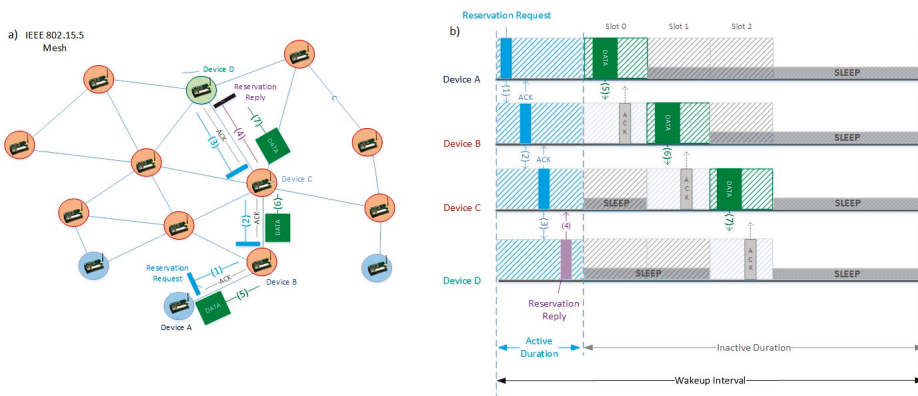 a) IEEE 802.15.5
Mesh
Device D
Reservation
Reply
(7)
ACK
(4)
(3)
DATA
Device C
(6)
(2)
ACK
DATA
Reservation
Request
(1)
ACK
Device B
DATA
(5)
Device A
Reservation Request
b)
Slot 0
Slot 1
Slot 2
DATA
Device A
SLEEP
(1)
ACK
(5)
ACK
DATA
Device B
SLEEP
(2)
ACK
(6)
ACK
DATA
Device C
SLEEP
SLEEP
(3)
(4)
(7)
ACK
Device D
SLEEP
SLEEP
Reservation
Reply
Active
Duration
Inactive Duration
Wakeup Interval